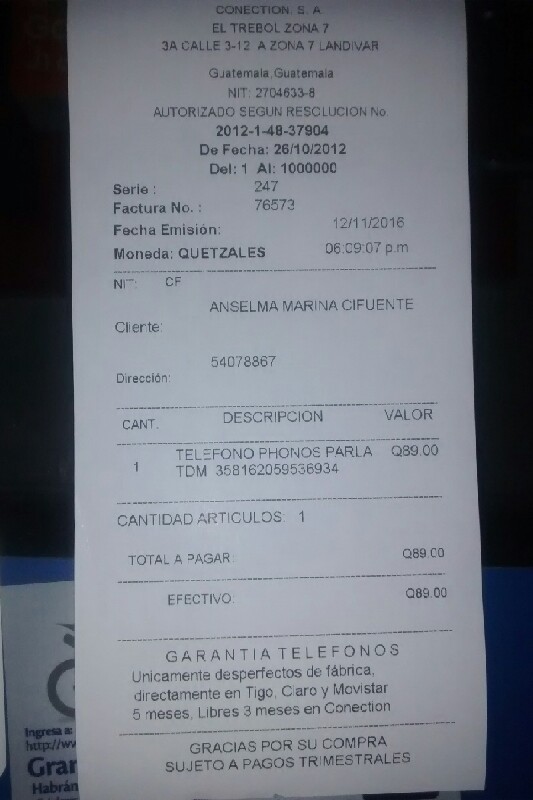 CONECTION. S. A.
EL TREBOL ZONA 7
3A CALLE 3-12 A ZONA 7 LANDIVAR
Guatemala,Guatemala
NIT: 2704633-8
AUTORIZADO SEGUN RESOLUCION No.
2012-1-48-37904
De Fecha: 26/10/2012
Del: 1 Al: 1000000
Serie : 247
Factura No. : 76573
Fecha Emisión: 12/11/2016
Moneda: QUETZALES 06:09:07 p.m
NIT: CF
ANSELMA MARINA CIFUENTE
Cliente:
54078867
Dirección:
CANT. DESCRIPCION VALOR
1 TELEFONO PHONOS PARLA Q89.00
TDM 358162059536934
CANTIDAD ARTICULOS: 1
TOTAL A PAGAR: Q89.00
EFECTIVO: Q89.00
GARANTIA TELEFONOS
Unicamente desperfectos de fábrica,
directamente en Tigo, Claro y Movistar
5 meses, Libres 3 meses en Conection
GRACIAS POR SU COMPRA
SUJETO A PAGOS TRIMESTRALES
Ingresa a:
http://ww
Gran
Habrán